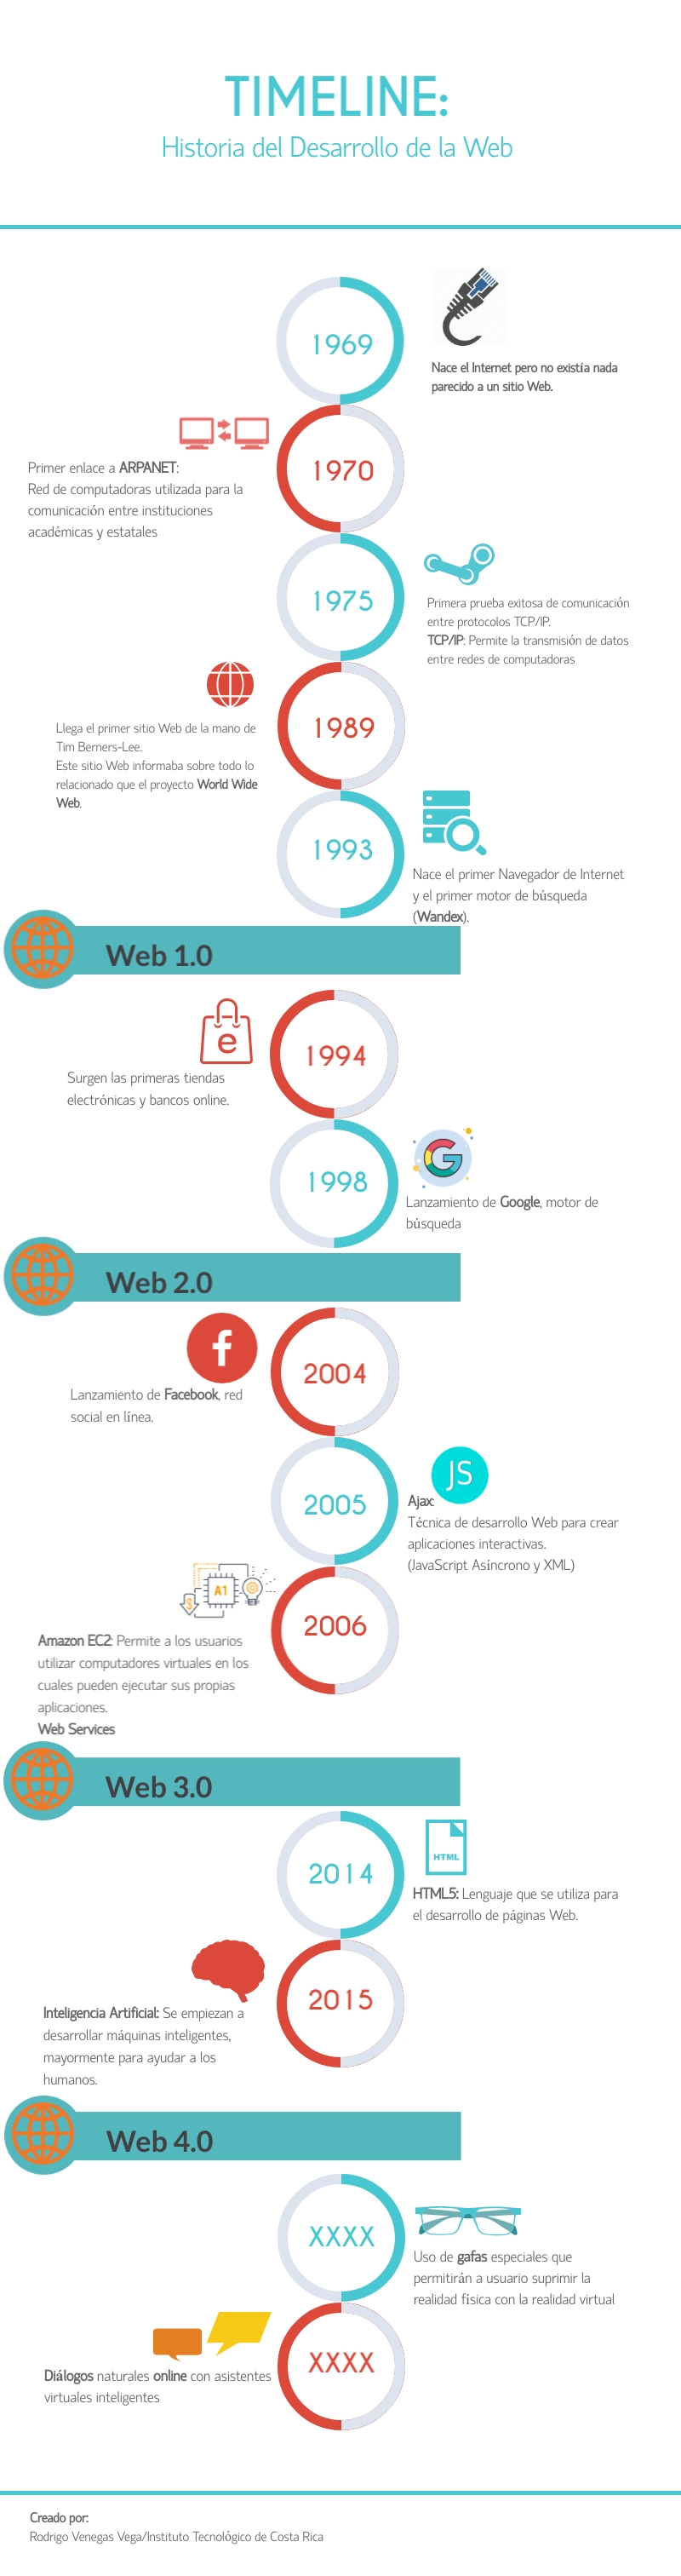 TIMELINE:
Historia del Desarrollo de la Web
1969
Nace el Internet pero no existía nada
parecido a un sitio Web.
1970
Primer enlace a ARPANET:
Red de computadoras utilizada para la
comunicación entre instituciones
académicas y estatales
1975
Primera prueba exitosa de comunicación
entre protocolos TCP/IP.
TCP/IP: Permite la transmisión de datos
entre redes de computadoras
1989
Llega el primer sitio Web de la mano de
Tim Berners-Lee.
Este sitio Web informaba sobre todo lo
relacionado que el proyecto World Wide
Web.
1993
Nace el primer Navegador de Internet
y el primer motor de búsqueda
(Wandex).
Web 1.0
e
1994
Surgen las primeras tiendas
electrónicas y bancos online.
G
1998
Lanzamiento de Google, motor de
búsqueda
Web 2.0
f
2004
Lanzamiento de Facebook, red
social en línea.
JS
2005
Ajax:
Técnica de desarrollo Web para crear
aplicaciones interactivas.
(JavaScript Asíncrono y XML)
A1
$
2006
Amazon EC2: Permite a los usuarios
utilizar computadores virtuales en los
cuales pueden ejecutar sus propias
aplicaciones.
Web Services
Web 3.0
HTML
2014
HTML5: Lenguaje que se utiliza para
el desarrollo de páginas Web.
2015
Inteligencia Artificial: Se empiezan a
desarrollar máquinas inteligentes,
mayormente para ayudar a los
humanos.
Web 4.0
XXXX
Uso de gafas especiales que
permitirán a usuario suprimir la
realidad física con la realidad virtual
XXXX
Diálogos naturales online con asistentes
virtuales inteligentes
Creado por:
Rodrigo Venegas Vega/Instituto Tecnológico de Costa Rica